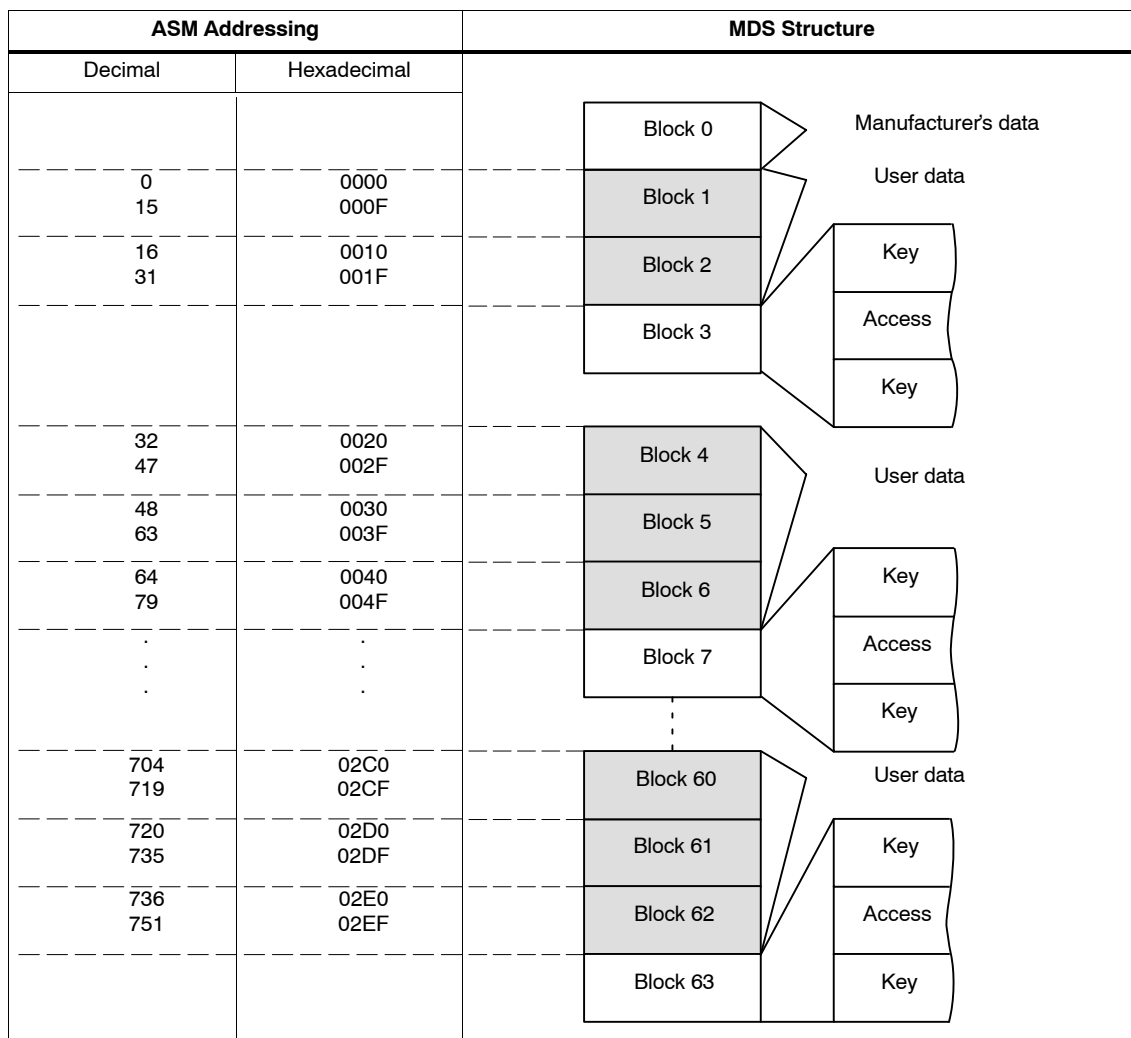 ASM Addressing MDS Structure
Decimal Hexadecimal
Block 0 Manufacturer's data
0 0000 User data
15 000F Block 1
16 0010 Key
31 001F Block 2
Block 3 Access
Key
32 0020 Block 4
47 002F User data
48 0030 Block 5
63 003F
64 0040 Key
79 004F Block 6
. . Block 7 Access
. .
. . Key
704 02C0 Block 60 User data
719 02CF
720 02D0 Block 61 Key
735 02DF
736 02E0 Block 62 Access
751 02EF
Block 63 Key